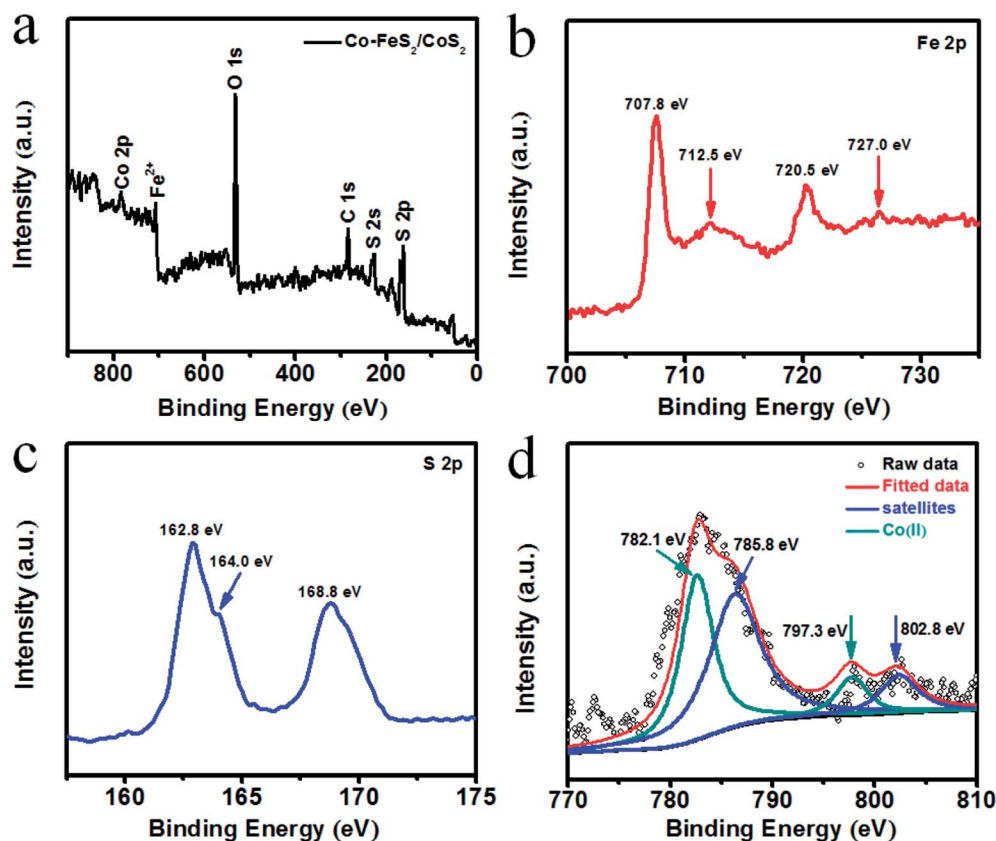 a
Co-FeS₂/CoS₂
Co 2p
Fe²⁺
O 1s
C 1s
S 2s
S 2p
Intensity (a.u.)
800 600 400 200 0
Binding Energy (eV)
b
Fe 2p
707.8 eV
712.5 eV
720.5 eV
727.0 eV
Intensity (a.u.)
700 710 720 730
Binding Energy (eV)
c
S 2p
162.8 eV
164.0 eV
168.8 eV
Intensity (a.u.)
160 165 170 175
Binding Energy (eV)
d
Raw data
Fitted data
satellites
Co(II)
782.1 eV
785.8 eV
797.3 eV
802.8 eV
Intensity (a.u.)
770 780 790 800 810
Binding Energy (eV)